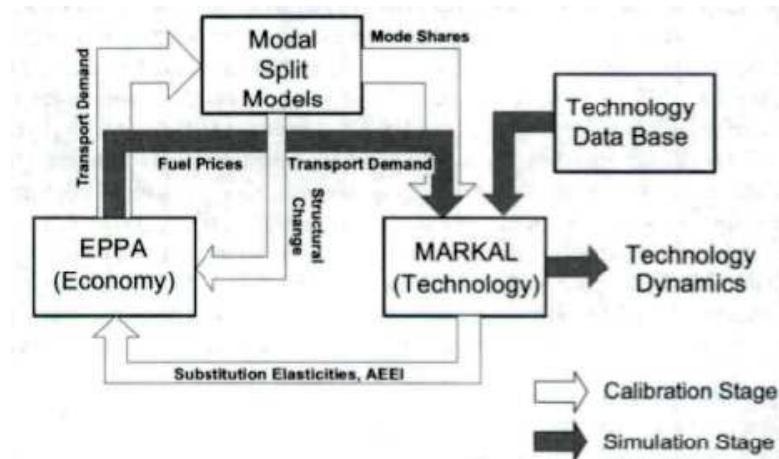 Modal
Split
Models
Mode Shares
Transport Demand
Technology
Data Base
Fuel Prices
Transport Demand
Structural
Change
EPPA
(Economy)
MARKAL
(Technology)
Technology
Dynamics
Substitution Elasticities, AEEI
Calibration Stage
Simulation Stage